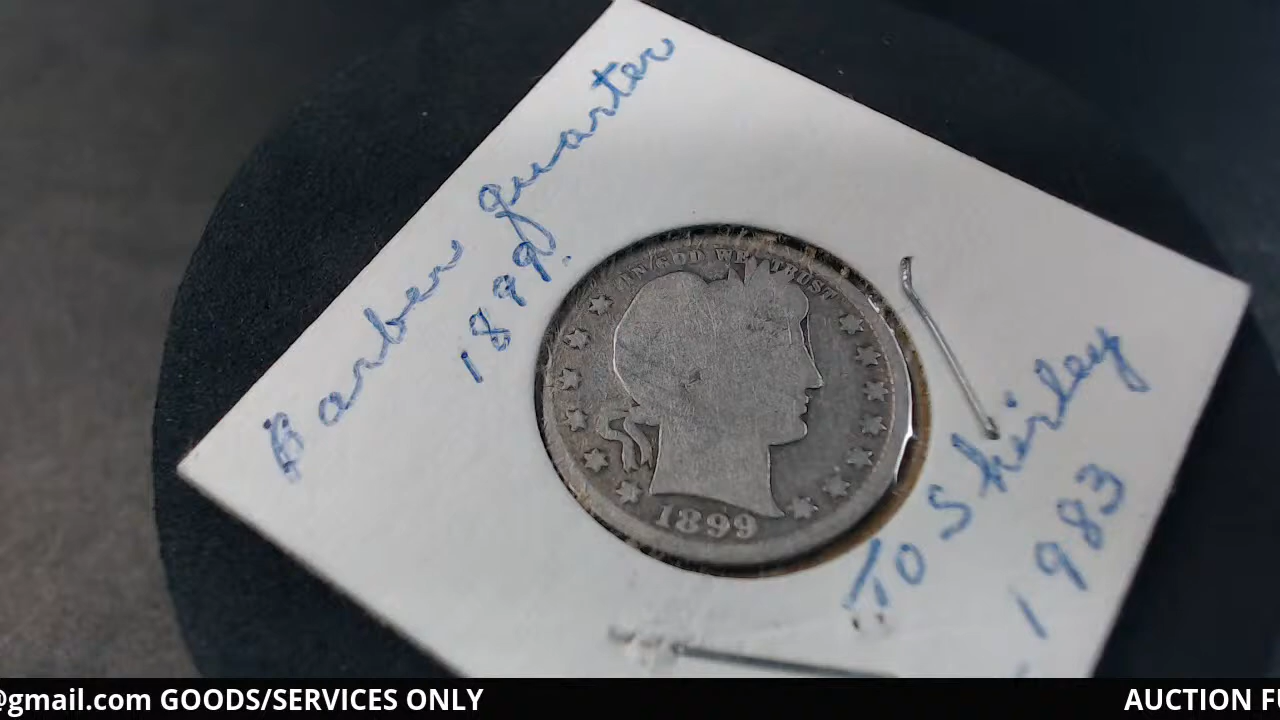 Barber quarter
1899.
IN GOD WE TRUST
1899
To Shirley
- 1983
@gmail.com GOODS/SERVICES ONLY
AUCTION FU